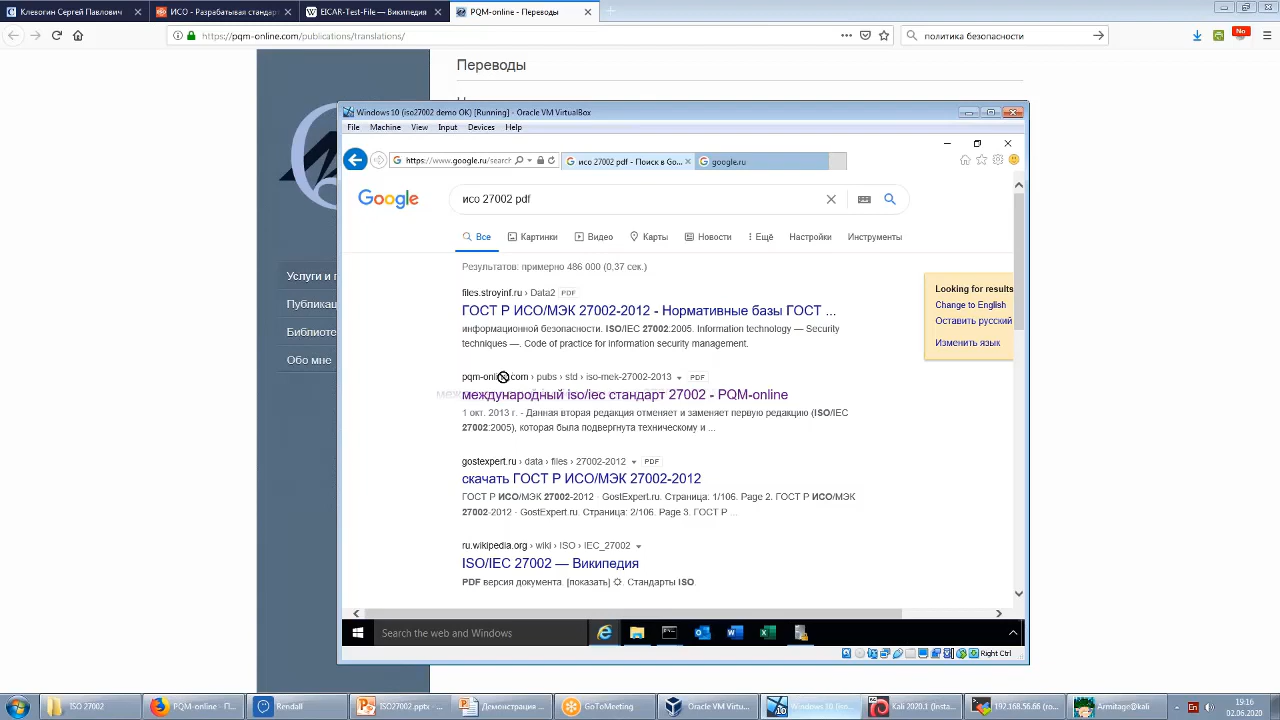 Клевогин Сергей Павлович
ИСО - Разрабатывая стандарт
EICAR-Test-File — Википедия
PQM-online - Переводы
https://pqm-online.com/publications/translations/
политика безопасности
No
Переводы
Услуги и
Публикац
Библиоте
Обо мне
Windows 10 (iso27002 demo OK) [Running] - Oracle VM VirtualBox
File Machine View Input Devices Help
https://www.google.ru/search
исо 27002 pdf - Поиск в Go...
google.ru
Google
исо 27002 pdf
Все Картинки Видео Карты Новости Ещё Настройки Инструменты
Результатов: примерно 486 000 (0,37 сек.)
files.stroyinf.ru › Data2 PDF
ГОСТ Р ИСО/МЭК 27002-2012 - Нормативные базы ГОСТ ...
информационной безопасности. ISO/IEC 27002:2005. Information technology — Security
techniques —. Code of practice for information security management.
Looking for results
Change to English
Оставить русский
Изменить язык
pqm-online.com › pubs › std › iso-mek-27002-2013 PDF
международный iso/iec стандарт 27002 - PQM-online
1 окт. 2013 г. - Данная вторая редакция отменяет и заменяет первую редакцию (ISO/IEC
27002:2005), которая была подвергнута техническому и ...
gostexpert.ru › data › files › 27002-2012 PDF
скачать ГОСТ Р ИСО/МЭК 27002-2012
ГОСТ Р ИСО/МЭК 27002-2012 · GostExpert.ru. Страница: 1/106. Page 2. ГОСТ Р ИСО/МЭК
27002-2012 · GostExpert.ru. Страница: 2/106. Page 3. ГОСТ Р ...
ru.wikipedia.org › wiki › ISO › IEC_27002
ISO/IEC 27002 — Википедия
PDF версия документа. [показать] Стандарты ISO.
Search the web and Windows
Right Ctrl
ISO 27002
PQM-online - П...
Rendall
ISO27002.pptx - ...
Демонстрация ...
GoToMeeting
Oracle VM Virtu...
Windows 10 (iso...
Kali 2020.1 (Insta...
192.168.56.66 (ro...
Armitage@kali
En
19:16
02.06.2020